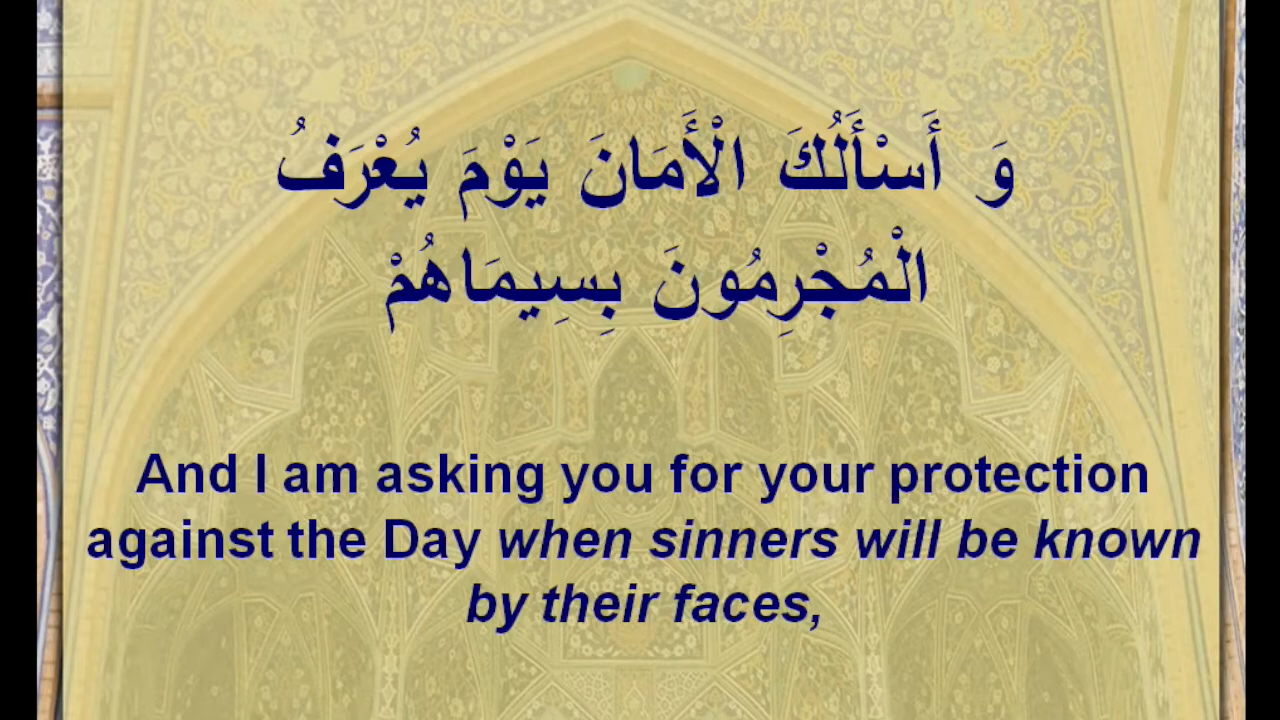 وَ أَسْأَلُكَ الْأَمَانَ يَوْمَ يُعْرَفُ
الْمُجْرِمُونَ بِسِيمَاهُمْ
And I am asking you for your protection
against the Day when sinners will be known
by their faces,